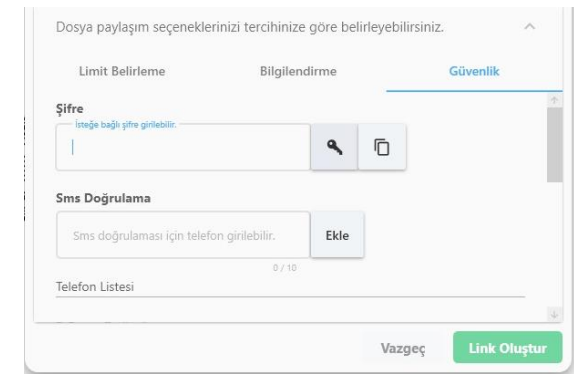 Dosya paylaşım seçeneklerinizi tercihinize göre belirleyebilirsiniz.
Limit Belirleme Bilgilendirme Güvenlik
Şifre
İsteğe bağlı şifre girilebilir.
Sms Doğrulama
Sms doğrulaması için telefon girilebilir. Ekle
0 / 10
Telefon Listesi
Vazgeç Link Oluştur